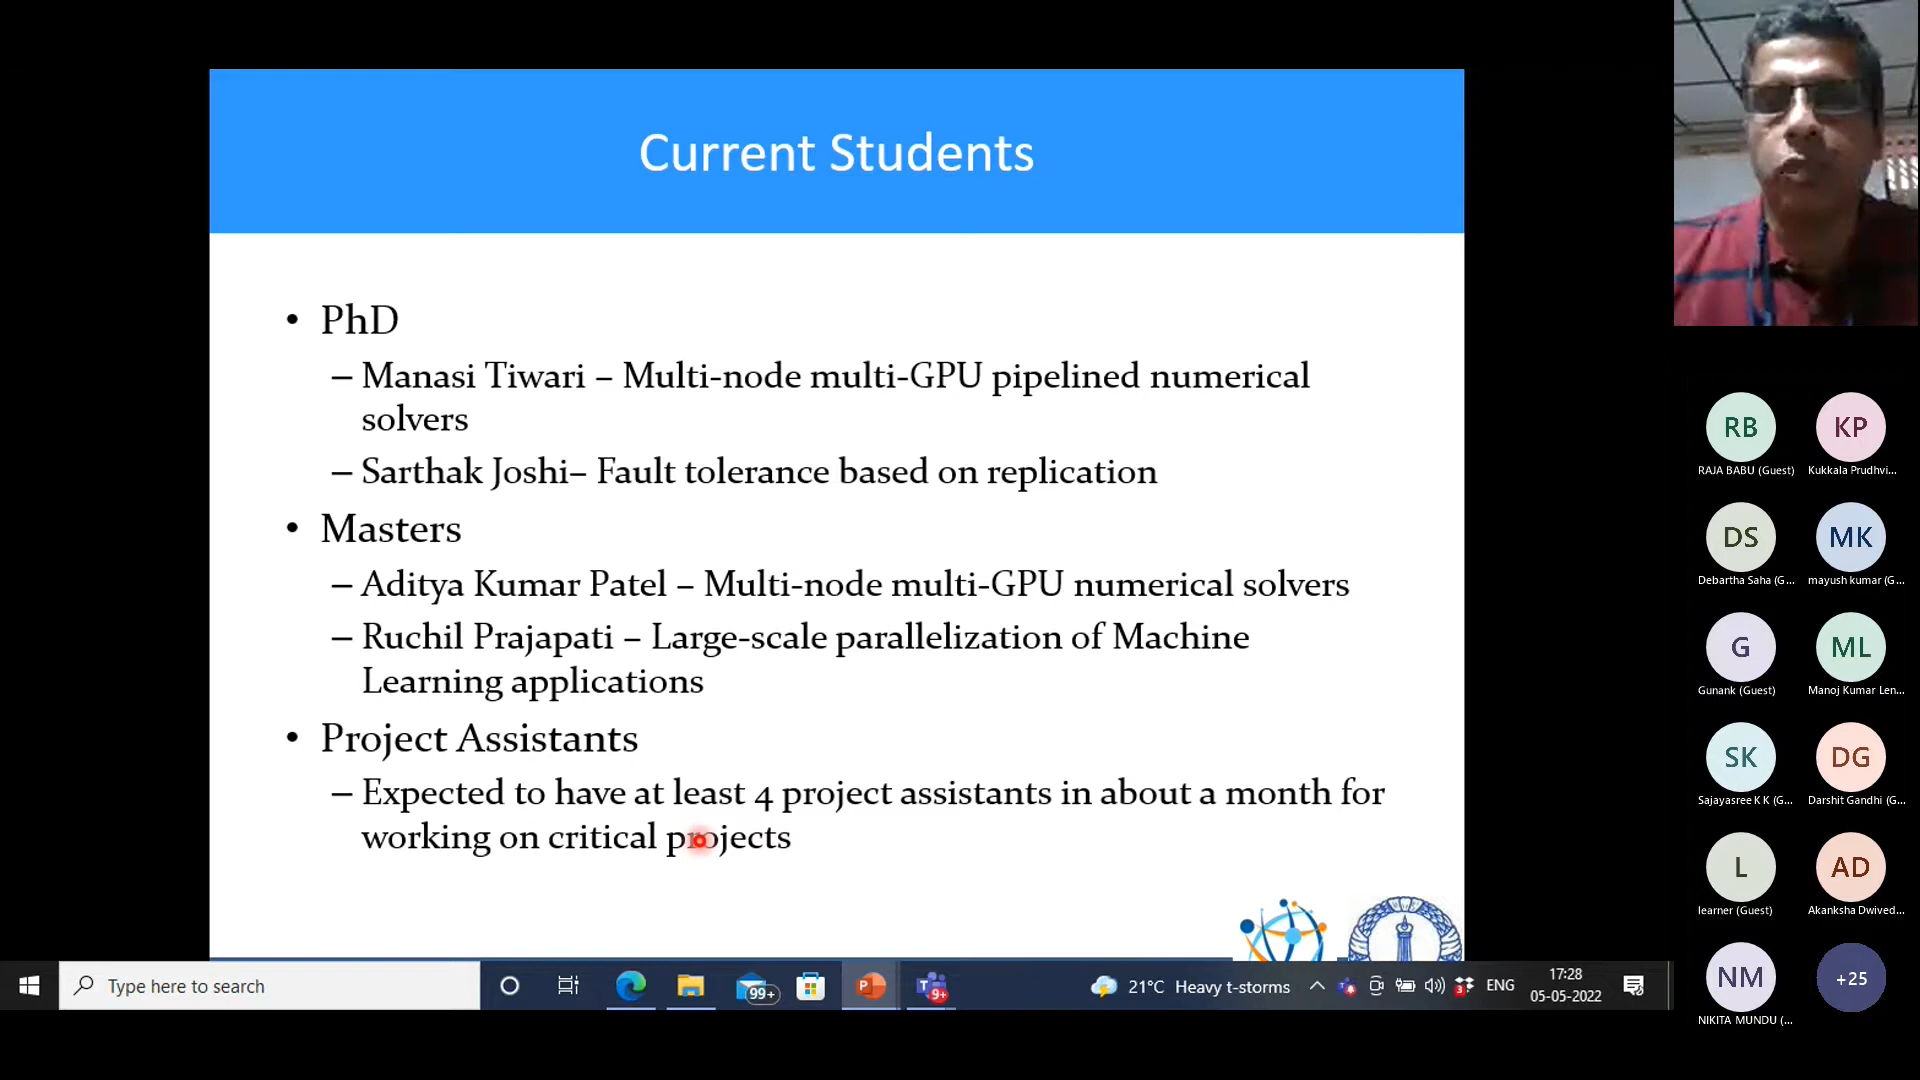 Current Students
• PhD
– Manasi Tiwari – Multi-node multi-GPU pipelined numerical
solvers
– Sarthak Joshi– Fault tolerance based on replication
• Masters
– Aditya Kumar Patel – Multi-node multi-GPU numerical solvers
– Ruchil Prajapati – Large-scale parallelization of Machine
Learning applications
• Project Assistants
– Expected to have at least 4 project assistants in about a month for
working on critical projects
RB
KP
RAJA BABU (Guest)
Kukkala Prudhvi...
DS
MK
Debartha Saha (G...
mayush kumar (G...
G
ML
Gunank (Guest)
Manoj Kumar Len...
SK
DG
Sajayasree K K (G...
Darshit Gandhi (G...
L
AD
learner (Guest)
Akanksha Dwived...
NM
+25
NIKITA MUNDU (...
Type here to search
99+
P
T
9+
21°C Heavy t-storms
3
ENG
17:28
05-05-2022